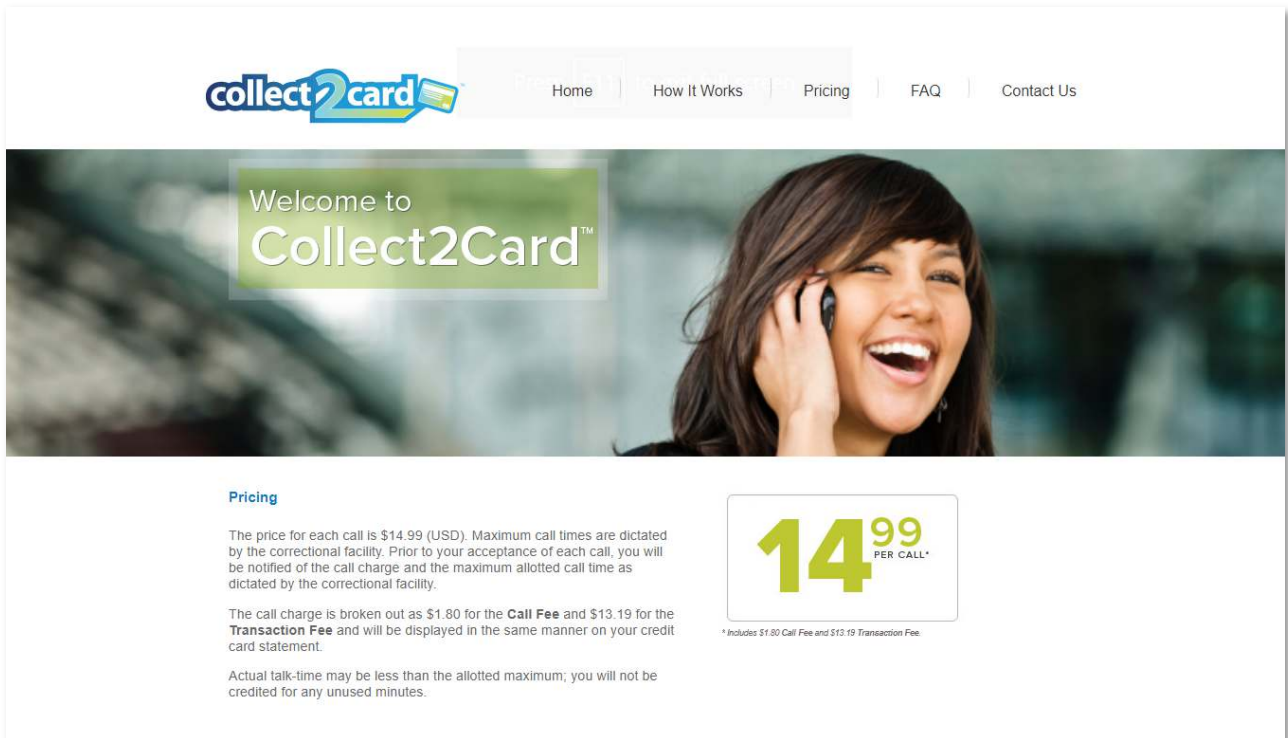 collect2card
Home
How It Works
Pricing
FAQ
Contact Us
Welcome to
Collect2Card™
Pricing
The price for each call is $14.99 (USD). Maximum call times are dictated
by the correctional facility. Prior to your acceptance of each call, you will
be notified of the call charge and the maximum allotted call time as
dictated by the correctional facility.
The call charge is broken out as $1.80 for the Call Fee and $13.19 for the
Transaction Fee and will be displayed in the same manner on your credit
card statement.
Actual talk-time may be less than the allotted maximum; you will not be
credited for any unused minutes.
14 99
PER CALL*
* Includes $1.80 Call Fee and $13.19 Transaction Fee.